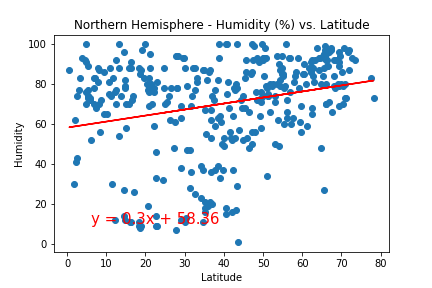 Northern Hemisphere - Humidity (%) vs. Latitude
100
80
60
40
20
0
Humidity
y = 0.3x + 58.36
0 10 20 30 40 50 60 70 80
Latitude